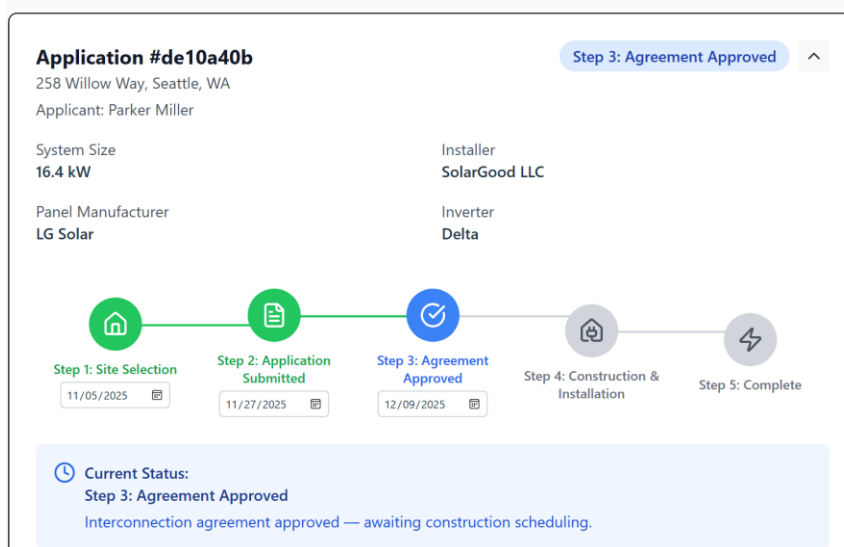 Application #de10a40b
Step 3: Agreement Approved
258 Willow Way, Seattle, WA
Applicant: Parker Miller
System Size
16.4 kW
Installer
SolarGood LLC
Panel Manufacturer
LG Solar
Inverter
Delta
Step 1: Site Selection
11/05/2025
Step 2: Application
Submitted
11/27/2025
Step 3: Agreement
Approved
12/09/2025
Step 4: Construction &
Installation
Step 5: Complete
Current Status:
Step 3: Agreement Approved
Interconnection agreement approved — awaiting construction scheduling.